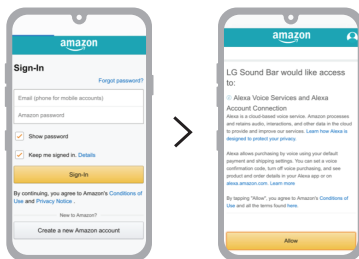 amazon
Sign-In
Forgot password?
Email (phone for mobile accounts)
Amazon password
Show password
Keep me signed in. Details
Sign-In
By continuing, you agree to Amazon's Conditions of
Use and Privacy Notice .
New to Amazon?
Create a new Amazon account
amazon
LG Sound Bar would like access
to:
Alexa Voice Services and Alexa
Account Connection
Alexa is a cloud-based voice service. Amazon processes
and retains audio, interactions, and other data in the cloud
to provide and improve our services. Learn how Alexa is
designed to protect your privacy
Alexa allows purchasing by voice using your default
payment and shipping settings. You can set a voice
confirmation code, turn off voice purchasing, and see
product and order details in your Alexa app or on
alexa.amazon.com. Learn more
By tapping "Allow", you agree to Amazon's Conditions of
Use and all the terms found here.
Allow